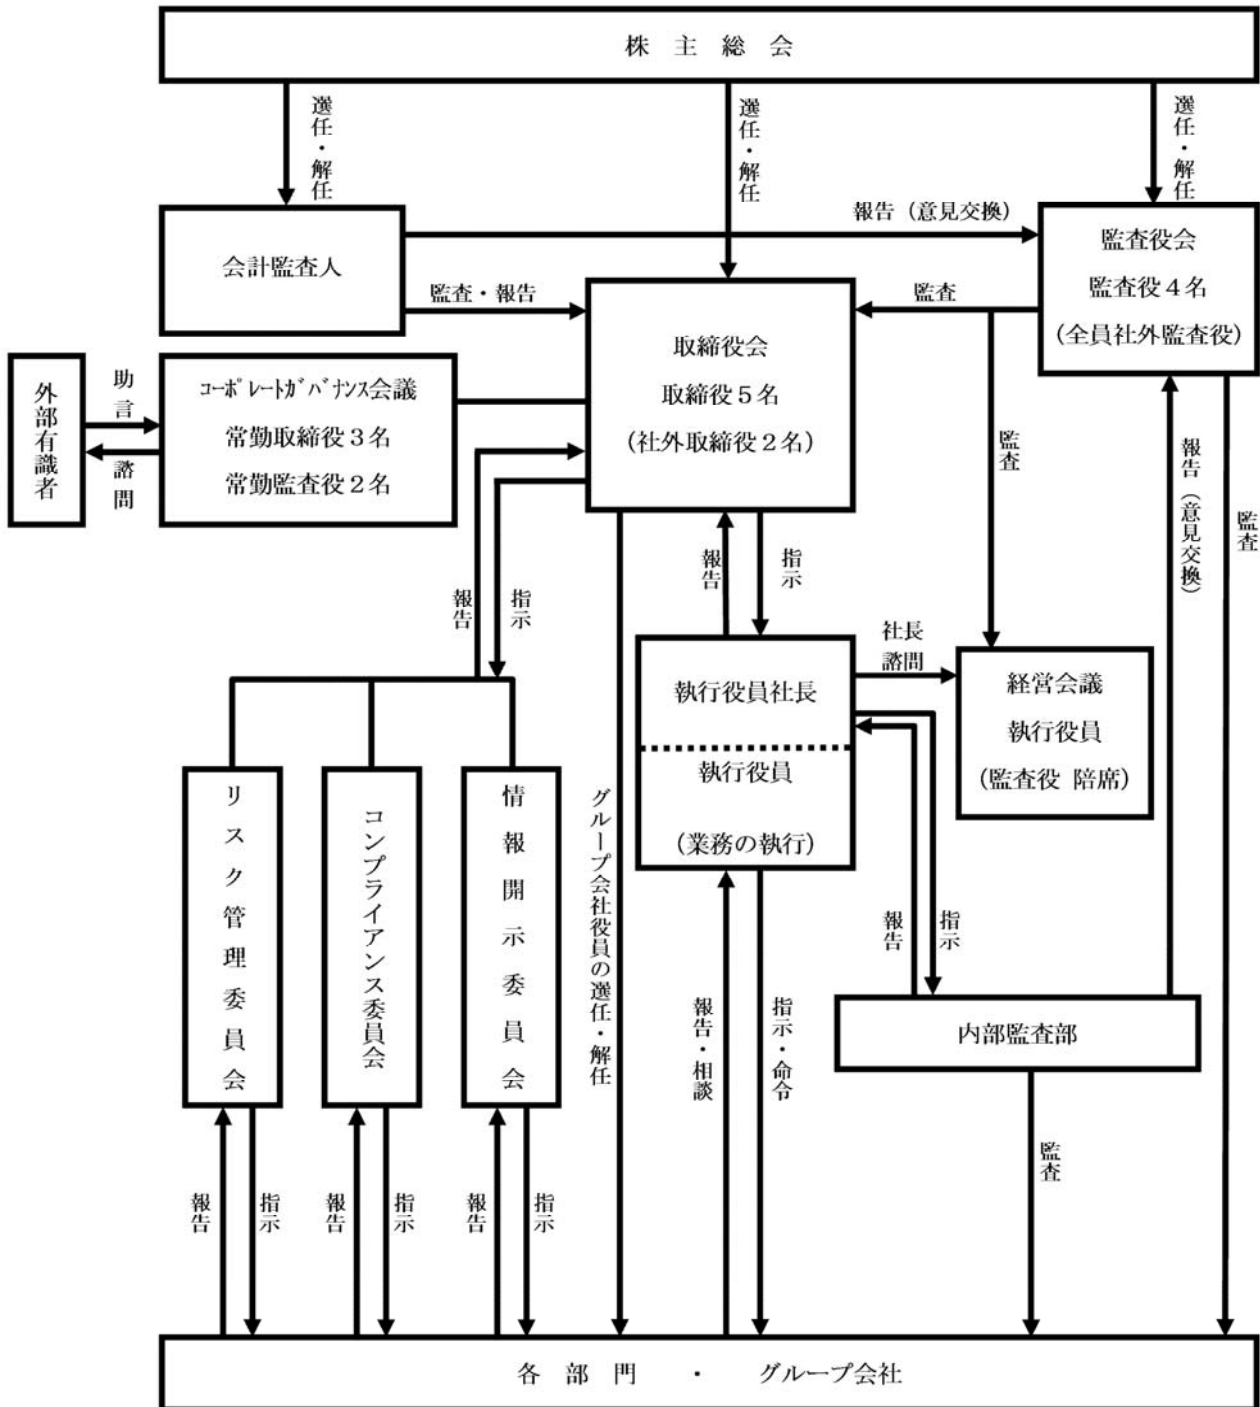 株 主 総 会
選任・解任
選任・解任
選任・解任
会計監査人
報告（意見交換）
監査役会
監査役４名
（全員社外監査役）
監査・報告
監査
取締役会
取締役５名
（社外取締役２名）
外部有識者
助言
諮問
ｺｰﾎﾟﾚｰﾄｶﾞﾊﾞﾅﾝｽ会議
常勤取締役３名
常勤監査役２名
監査
報告（意見交換）
監査
報告
指示
報告
指示
社長
諮問
執行役員社長
執行役員
（業務の執行）
経営会議
執行役員
（監査役 陪席）
リスク管理委員会
コンプライアンス委員会
情報開示委員会
グループ会社役員の選任・解任
報告
指示
報告・相談
指示・命令
内部監査部
監査
報告
指示
報告
指示
報告
指示
各 部 門 ・ グループ会社